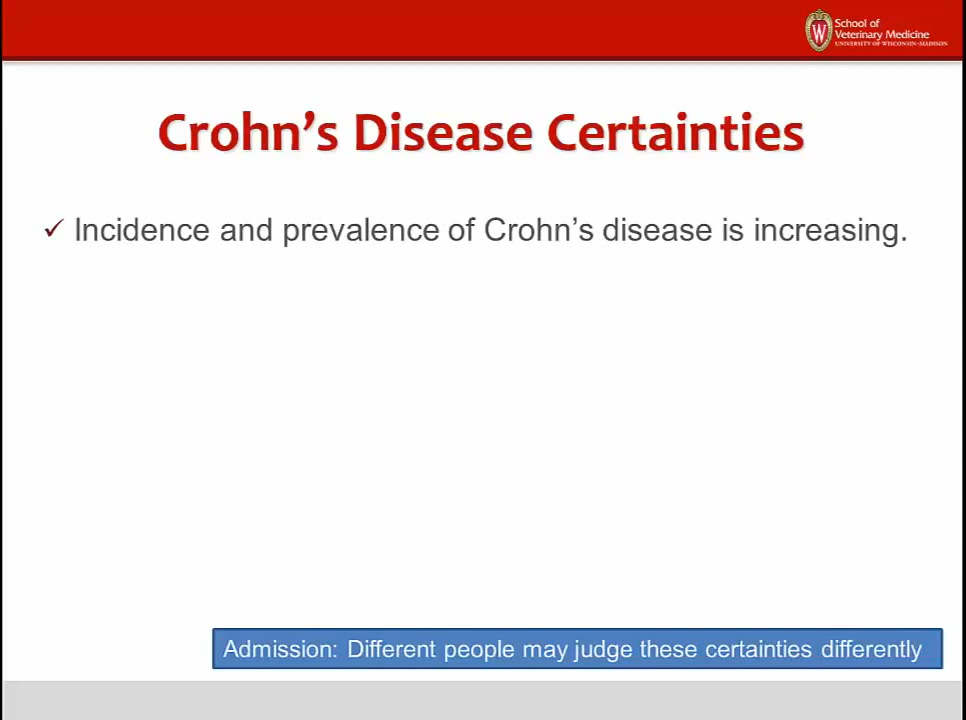 School of
Veterinary Medicine
UNIVERSITY OF WISCONSIN-MADISON
Crohn's Disease Certainties
✓ Incidence and prevalence of Crohn's disease is increasing.
Admission: Different people may judge these certainties differently